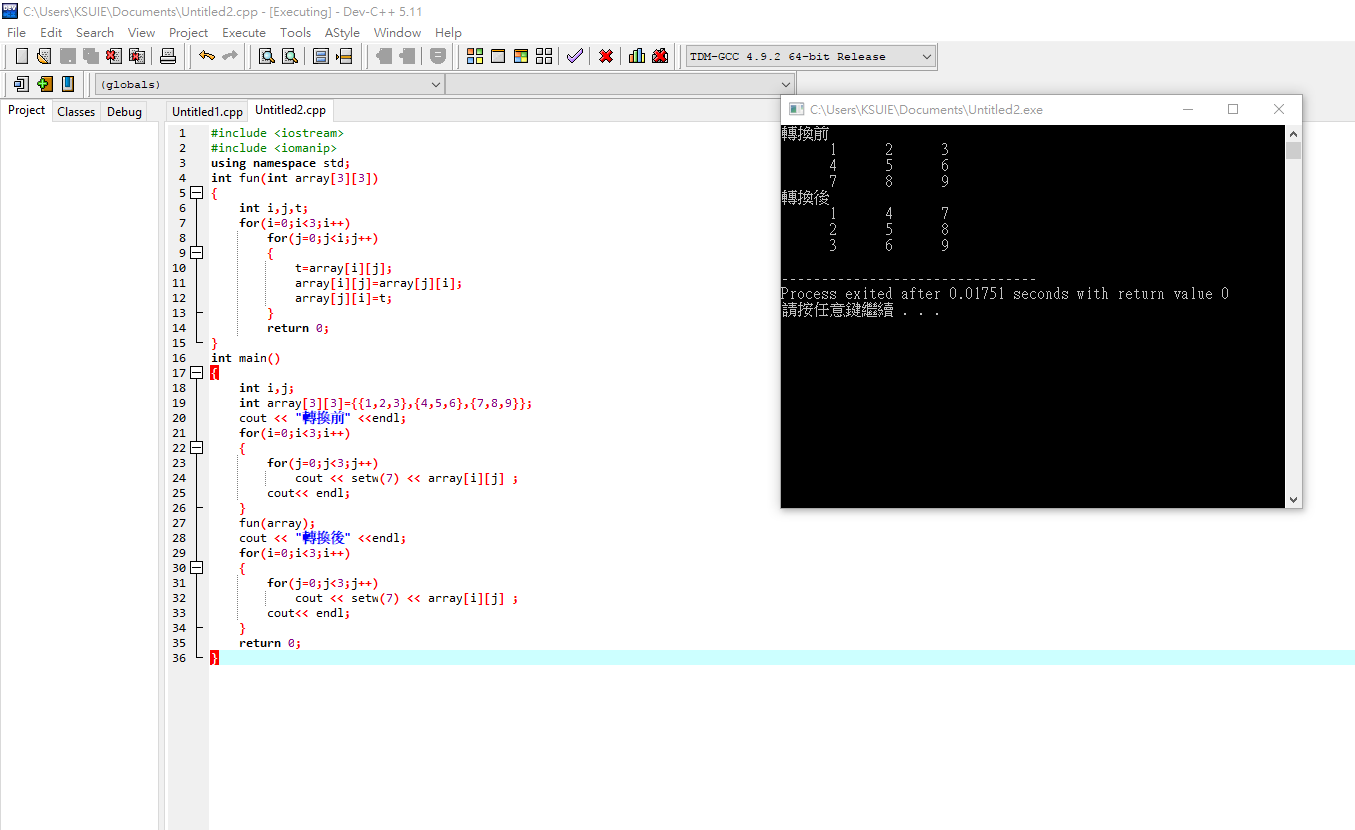 C:\Users\KSUIE\Documents\Untitled2.cpp - [Executing] - Dev-C++ 5.11
File Edit Search View Project Execute Tools AStyle Window Help
TDM-GCC 4.9.2 64-bit Release
(globals)
Project Classes Debug
Untitled1.cpp Untitled2.cpp
1 #include <iostream>
2 #include <iomanip>
3 using namespace std;
4 int fun(int array[3][3])
5 {
6 int i,j,t;
7 for(i=0;i<3;i++)
8 for(j=0;j<i;j++)
9 {
10 t=array[i][j];
11 array[i][j]=array[j][i];
12 array[j][i]=t;
13 }
14 return 0;
15 }
16 int main()
17 {
18 int i,j;
19 int array[3][3]={{1,2,3},{4,5,6},{7,8,9}};
20 cout << "轉換前" <<endl;
21 for(i=0;i<3;i++)
22 {
23 for(j=0;j<3;j++)
24 cout << setw(7) << array[i][j] ;
25 cout<< endl;
26 }
27 fun(array);
28 cout << "轉換後" <<endl;
29 for(i=0;i<3;i++)
30 {
31 for(j=0;j<3;j++)
32 cout << setw(7) << array[i][j] ;
33 cout<< endl;
34 }
35 return 0;
36 }
C:\Users\KSUIE\Documents\Untitled2.exe
轉換前
1 2 3
4 5 6
7 8 9
轉換後
1 4 7
2 5 8
3 6 9
--------------------------------
Process exited after 0.01751 seconds with return value 0
請按任意鍵繼續 . . .